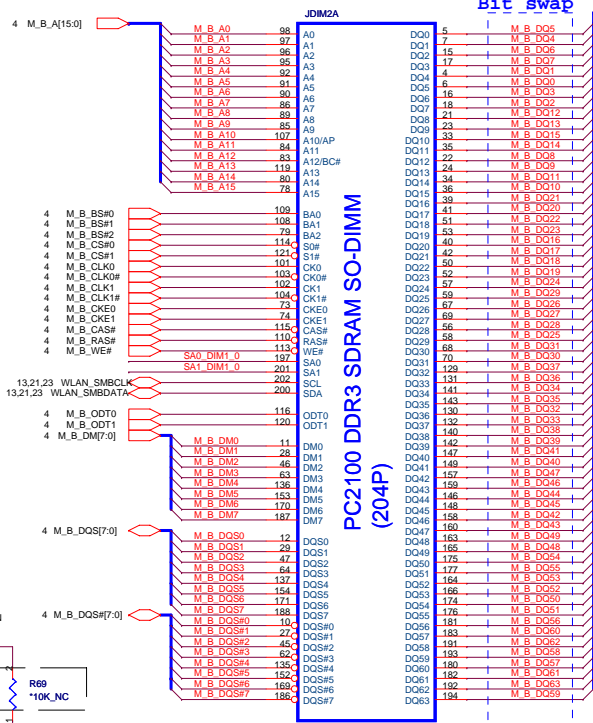 Bit swap
JDIM2A
4 M_B_A[15:0]
M_B_A0 98 A0
M_B_A1 97 A1
M_B_A2 96 A2
M_B_A3 95 A3
M_B_A4 92 A4
M_B_A5 91 A5
M_B_A6 90 A6
M_B_A7 86 A7
M_B_A8 89 A8
M_B_A9 85 A9
M_B_A10 107 A10/AP
M_B_A11 84 A11
M_B_A12 83 A12/BC#
M_B_A13 119 A13
M_B_A14 80 A14
M_B_A15 78 A15
4 M_B_BS#0 109 BA0
4 M_B_BS#1 108 BA1
4 M_B_BS#2 79 BA2
4 M_B_CS#0 114 S0#
4 M_B_CS#1 121 S1#
4 M_B_CLK0 101 CK0
4 M_B_CLK0# 103 CK0#
4 M_B_CLK1 102 CK1
4 M_B_CLK1# 104 CK1#
4 M_B_CKE0 73 CKE0
4 M_B_CKE1 74 CKE1
4 M_B_CAS# 115 CAS#
4 M_B_RAS# 110 RAS#
4 M_B_WE# 113 WE#
SA0_DIM1_0 197 SA0
SA1_DIM1_0 201 SA1
13,21,23 WLAN_SMBCLK 202 SCL
13,21,23 WLAN_SMBDATA 200 SDA
4 M_B_ODT0 116 ODT0
4 M_B_ODT1 120 ODT1
4 M_B_DM[7:0]
M_B_DM0 11 DM0
M_B_DM1 28 DM1
M_B_DM2 46 DM2
M_B_DM3 63 DM3
M_B_DM4 136 DM4
M_B_DM5 153 DM5
M_B_DM6 170 DM6
M_B_DM7 187 DM7
4 M_B_DQS[7:0]
M_B_DQS0 12 DQS0
M_B_DQS1 29 DQS1
M_B_DQS2 47 DQS2
M_B_DQS3 64 DQS3
M_B_DQS4 137 DQS4
M_B_DQS5 154 DQS5
M_B_DQS6 171 DQS6
M_B_DQS7 188 DQS7
4 M_B_DQS#[7:0]
M_B_DQS#0 10 DQS#0
M_B_DQS#1 27 DQS#1
M_B_DQS#2 45 DQS#2
M_B_DQS#3 62 DQS#3
M_B_DQS#4 135 DQS#4
M_B_DQS#5 152 DQS#5
M_B_DQS#6 169 DQS#6
M_B_DQS#7 186 DQS#7
PC2100 DDR3 SDRAM SO-DIMM
(204P)
DQ0 5 M_B_DQ5
DQ1 7 M_B_DQ4
DQ2 15 M_B_DQ6
DQ3 17 M_B_DQ7
DQ4 4 M_B_DQ1
DQ5 6 M_B_DQ0
DQ6 16 M_B_DQ3
DQ7 18 M_B_DQ2
DQ8 21 M_B_DQ12
DQ9 23 M_B_DQ13
DQ10 33 M_B_DQ15
DQ11 35 M_B_DQ14
DQ12 22 M_B_DQ8
DQ13 24 M_B_DQ9
DQ14 34 M_B_DQ11
DQ15 36 M_B_DQ10
DQ16 39 M_B_DQ21
DQ17 41 M_B_DQ20
DQ18 51 M_B_DQ22
DQ19 53 M_B_DQ23
DQ20 40 M_B_DQ16
DQ21 42 M_B_DQ17
DQ22 50 M_B_DQ18
DQ23 52 M_B_DQ19
DQ24 57 M_B_DQ24
DQ25 59 M_B_DQ29
DQ26 67 M_B_DQ26
DQ27 69 M_B_DQ27
DQ28 56 M_B_DQ28
DQ29 58 M_B_DQ25
DQ30 68 M_B_DQ31
DQ31 70 M_B_DQ30
DQ32 129 M_B_DQ37
DQ33 131 M_B_DQ36
DQ34 141 M_B_DQ34
DQ35 143 M_B_DQ35
DQ36 130 M_B_DQ32
DQ37 132 M_B_DQ33
DQ38 140 M_B_DQ38
DQ39 142 M_B_DQ39
DQ40 147 M_B_DQ41
DQ41 149 M_B_DQ40
DQ42 157 M_B_DQ47
DQ43 159 M_B_DQ46
DQ44 146 M_B_DQ44
DQ45 148 M_B_DQ45
DQ46 158 M_B_DQ42
DQ47 160 M_B_DQ43
DQ48 163 M_B_DQ49
DQ49 165 M_B_DQ48
DQ50 175 M_B_DQ54
DQ51 177 M_B_DQ55
DQ52 164 M_B_DQ53
DQ53 166 M_B_DQ52
DQ54 174 M_B_DQ50
DQ55 176 M_B_DQ51
DQ56 181 M_B_DQ56
DQ57 183 M_B_DQ60
DQ58 191 M_B_DQ62
DQ59 193 M_B_DQ58
DQ60 180 M_B_DQ57
DQ61 182 M_B_DQ61
DQ62 192 M_B_DQ63
DQ63 194 M_B_DQ59
2
R69
*10K_NC
1